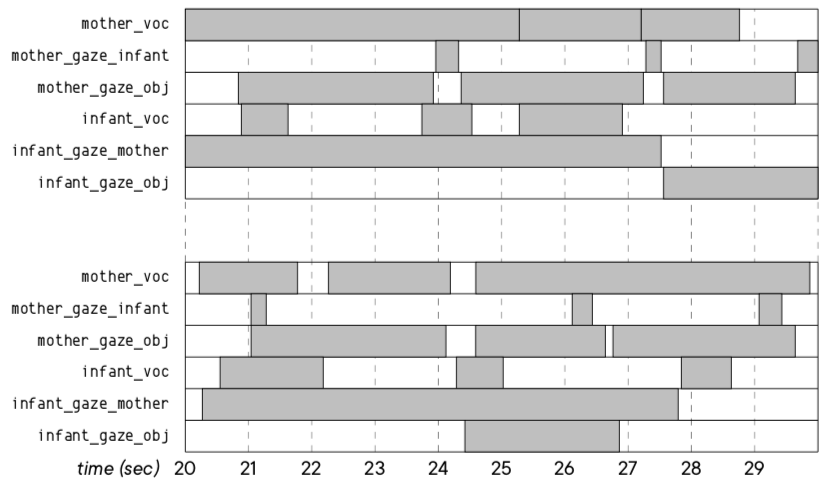 mother_voc
mother_gaze_infant
mother_gaze_obj
infant_voc
infant_gaze_mother
infant_gaze_obj
mother_voc
mother_gaze_infant
mother_gaze_obj
infant_voc
infant_gaze_mother
infant_gaze_obj
time (sec) 20 21 22 23 24 25 26 27 28 29